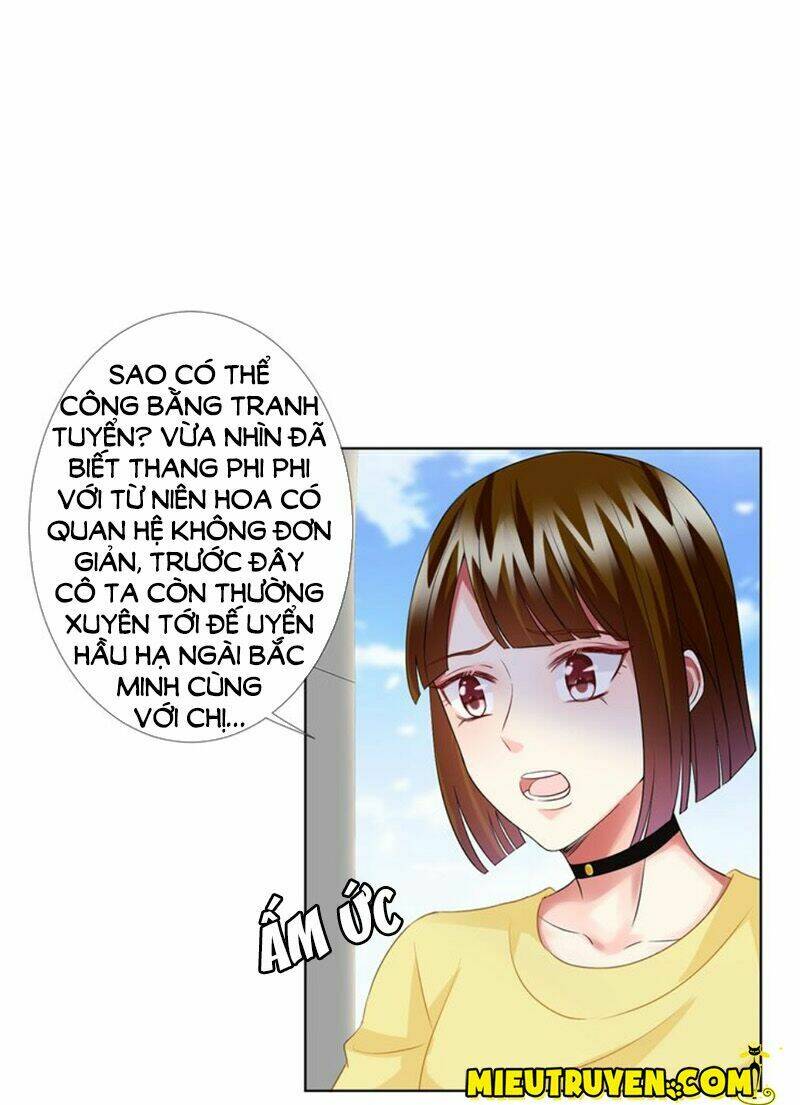 SAO CÓ THỂ
CÔNG BẰNG TRANH
TUYỂN? VỪA NHÌN ĐÃ
BIẾT THANG PHI PHI
VỚI TỪ NIÊN HOA CÓ
QUAN HỆ KHÔNG ĐƠN
GIẢN, TRƯỚC ĐÂY
CÔ TA CÒN THƯỜNG
XUYÊN TỚI ĐẾ UYỂN
HẦU HẠ NGÀI BẮC
MINH CÙNG
VỚI CHỊ...
ẤM ỨC
MIEUTRUYEN.COM